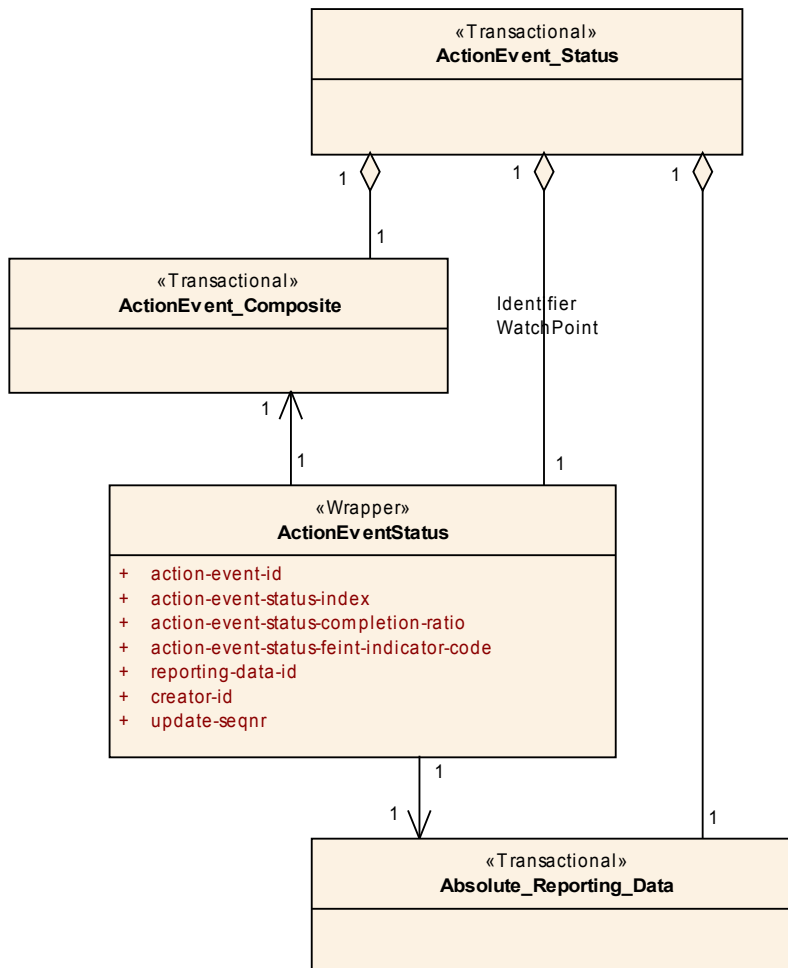 «Transactional»
ActionEvent_Status
1
1
1
1
«Transactional»
ActionEvent_Composite
Identifier
WatchPoint
1
1
1
«Wrapper»
ActionEventStatus
+ action-event-id
+ action-event-status-index
+ action-event-status-completion-ratio
+ action-event-status-feint-indicator-code
+ reporting-data-id
+ creator-id
+ update-seqnr
1
1
1
«Transactional»
Absolute_Reporting_Data